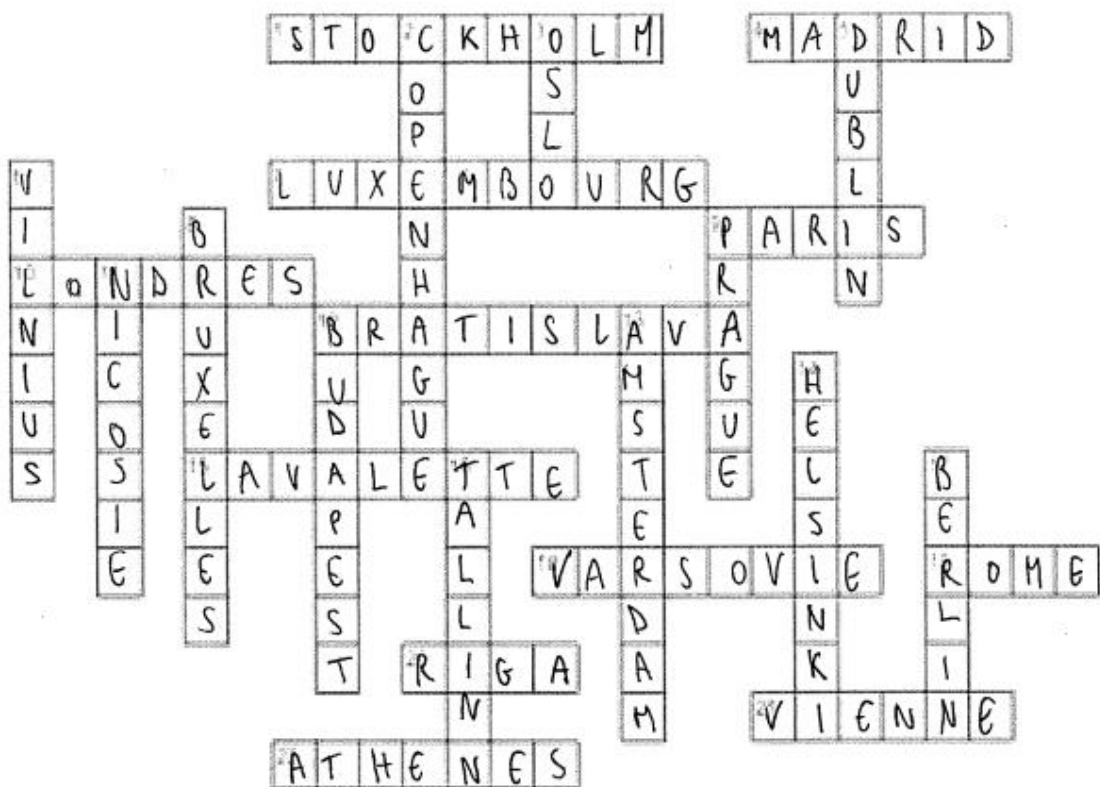 STOCKHOLM
MADRID
COPENHAGUE
OSLO
DUBLIN
VILNIUS
LUXEMBOURG
BRUXELLES
PARIS
PRAGUE
LONDRES
NICOSIE
BRATISLAVA
BUDAPEST
AMSTERDAM
HELSINKI
LAVALETTE
TALLINN
BERLIN
VARSOVIE
ROME
RIGA
VIENNE
ATHENES